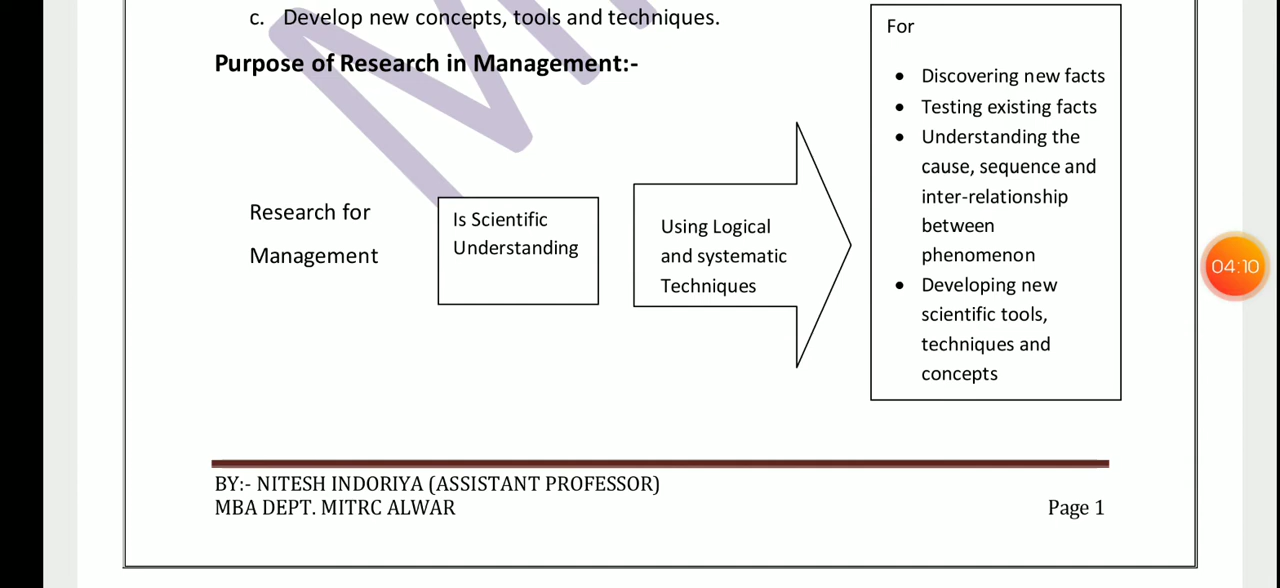 c. Develop new concepts, tools and techniques.
Purpose of Research in Management:-
Research for
Management
Is Scientific
Understanding
Using Logical
and systematic
Techniques
For
• Discovering new facts
• Testing existing facts
• Understanding the
cause, sequence and
inter-relationship
between
phenomenon
• Developing new
scientific tools,
techniques and
concepts
04:10
BY:- NITESH INDORIYA (ASSISTANT PROFESSOR)
MBA DEPT. MITRC ALWAR
Page 1